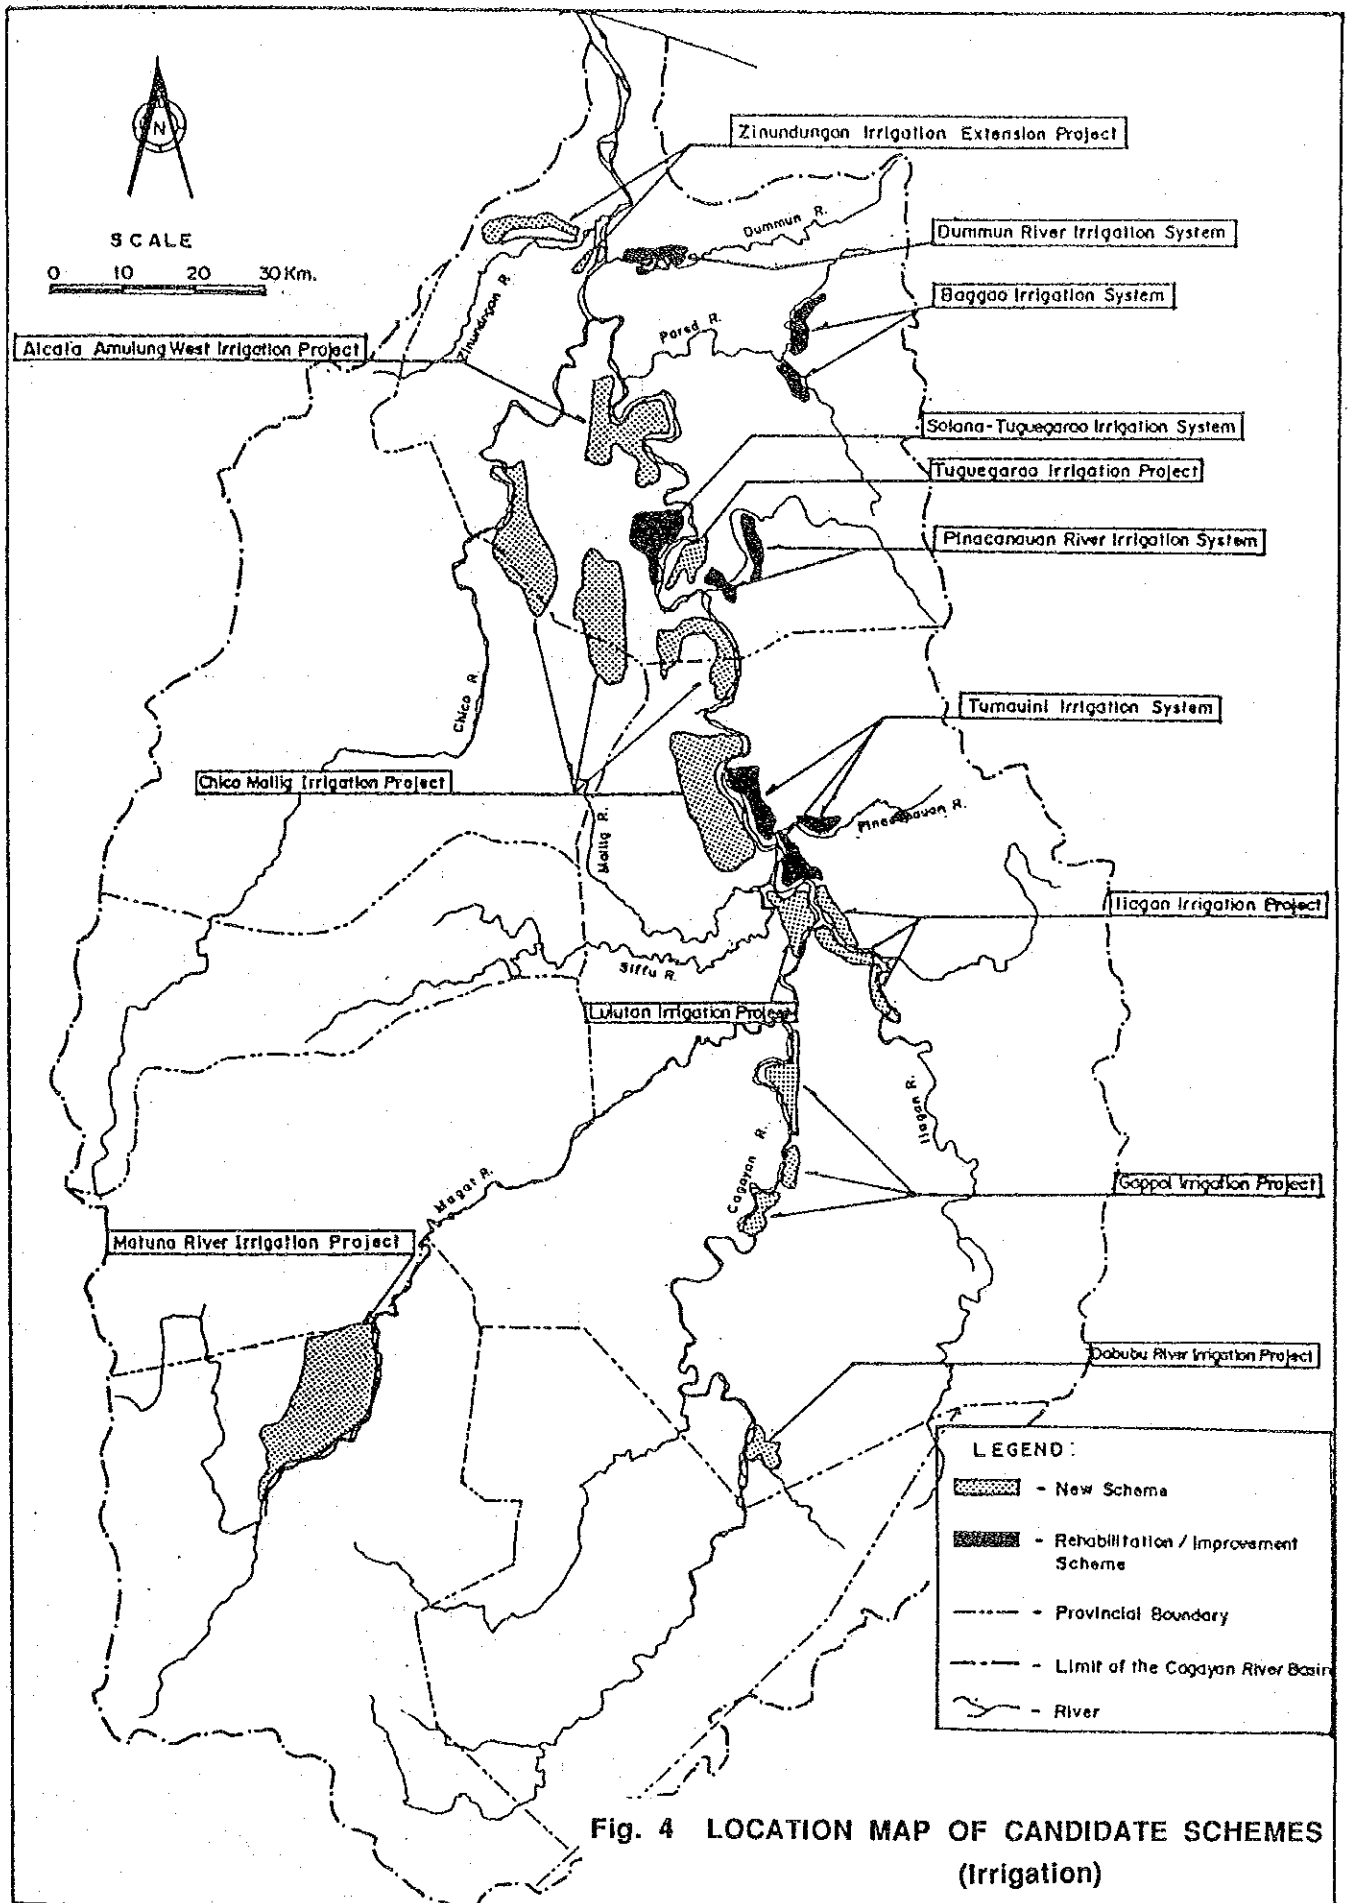 N
SCALE
0 10 20 30 Km.
Zinundungan Irrigation Extension Project
Dummun R.
Dummun River Irrigation System
Zinundungan R.
Baggao Irrigation System
Pared R.
Alcala Amulung West Irrigation Project
Solana-Tuguegarao Irrigation System
Tuguegarao Irrigation Project
Pinacanauan River Irrigation System
Chico R.
Tumauini Irrigation System
Chico Mallig Irrigation Project
Mallig R.
Pinacanauan R.
Ilagan Irrigation Project
Siffu R.
Lulutan Irrigation Project
Ilagan R.
Cagayan R.
Magat R.
Gappal Irrigation Project
Matuno River Irrigation Project
Dabubu River Irrigation Project
LEGEND:
- New Scheme
- Rehabilitation / Improvement
Scheme
- Provincial Boundary
- Limit of the Cagayan River Basin
- River
Fig. 4 LOCATION MAP OF CANDIDATE SCHEMES
(Irrigation)